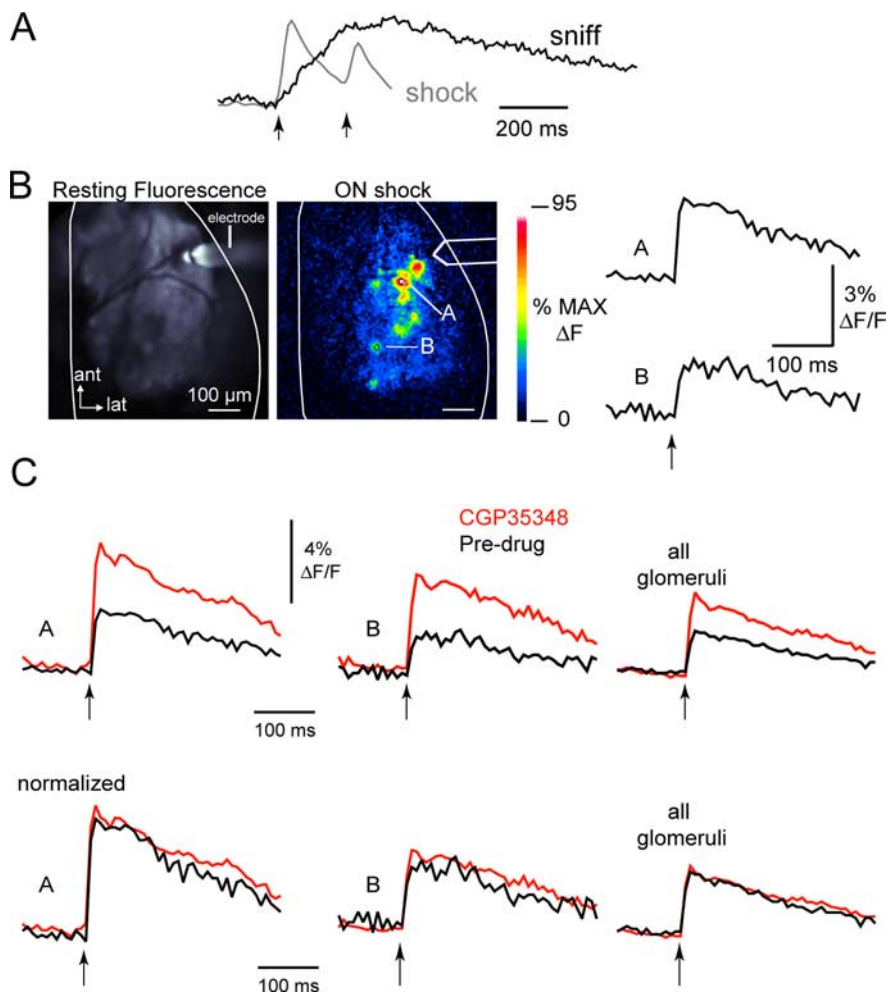 A
sniff
shock
200 ms
B
Resting Fluorescence
ON shock
electrode
ant
lat
100 µm
A
B
95
% MAX
ΔF
0
A
3%
ΔF/F
100 ms
B
C
CGP35348
Pre-drug
4%
ΔF/F
all
glomeruli
A
B
100 ms
normalized
all
glomeruli
A
B
100 ms